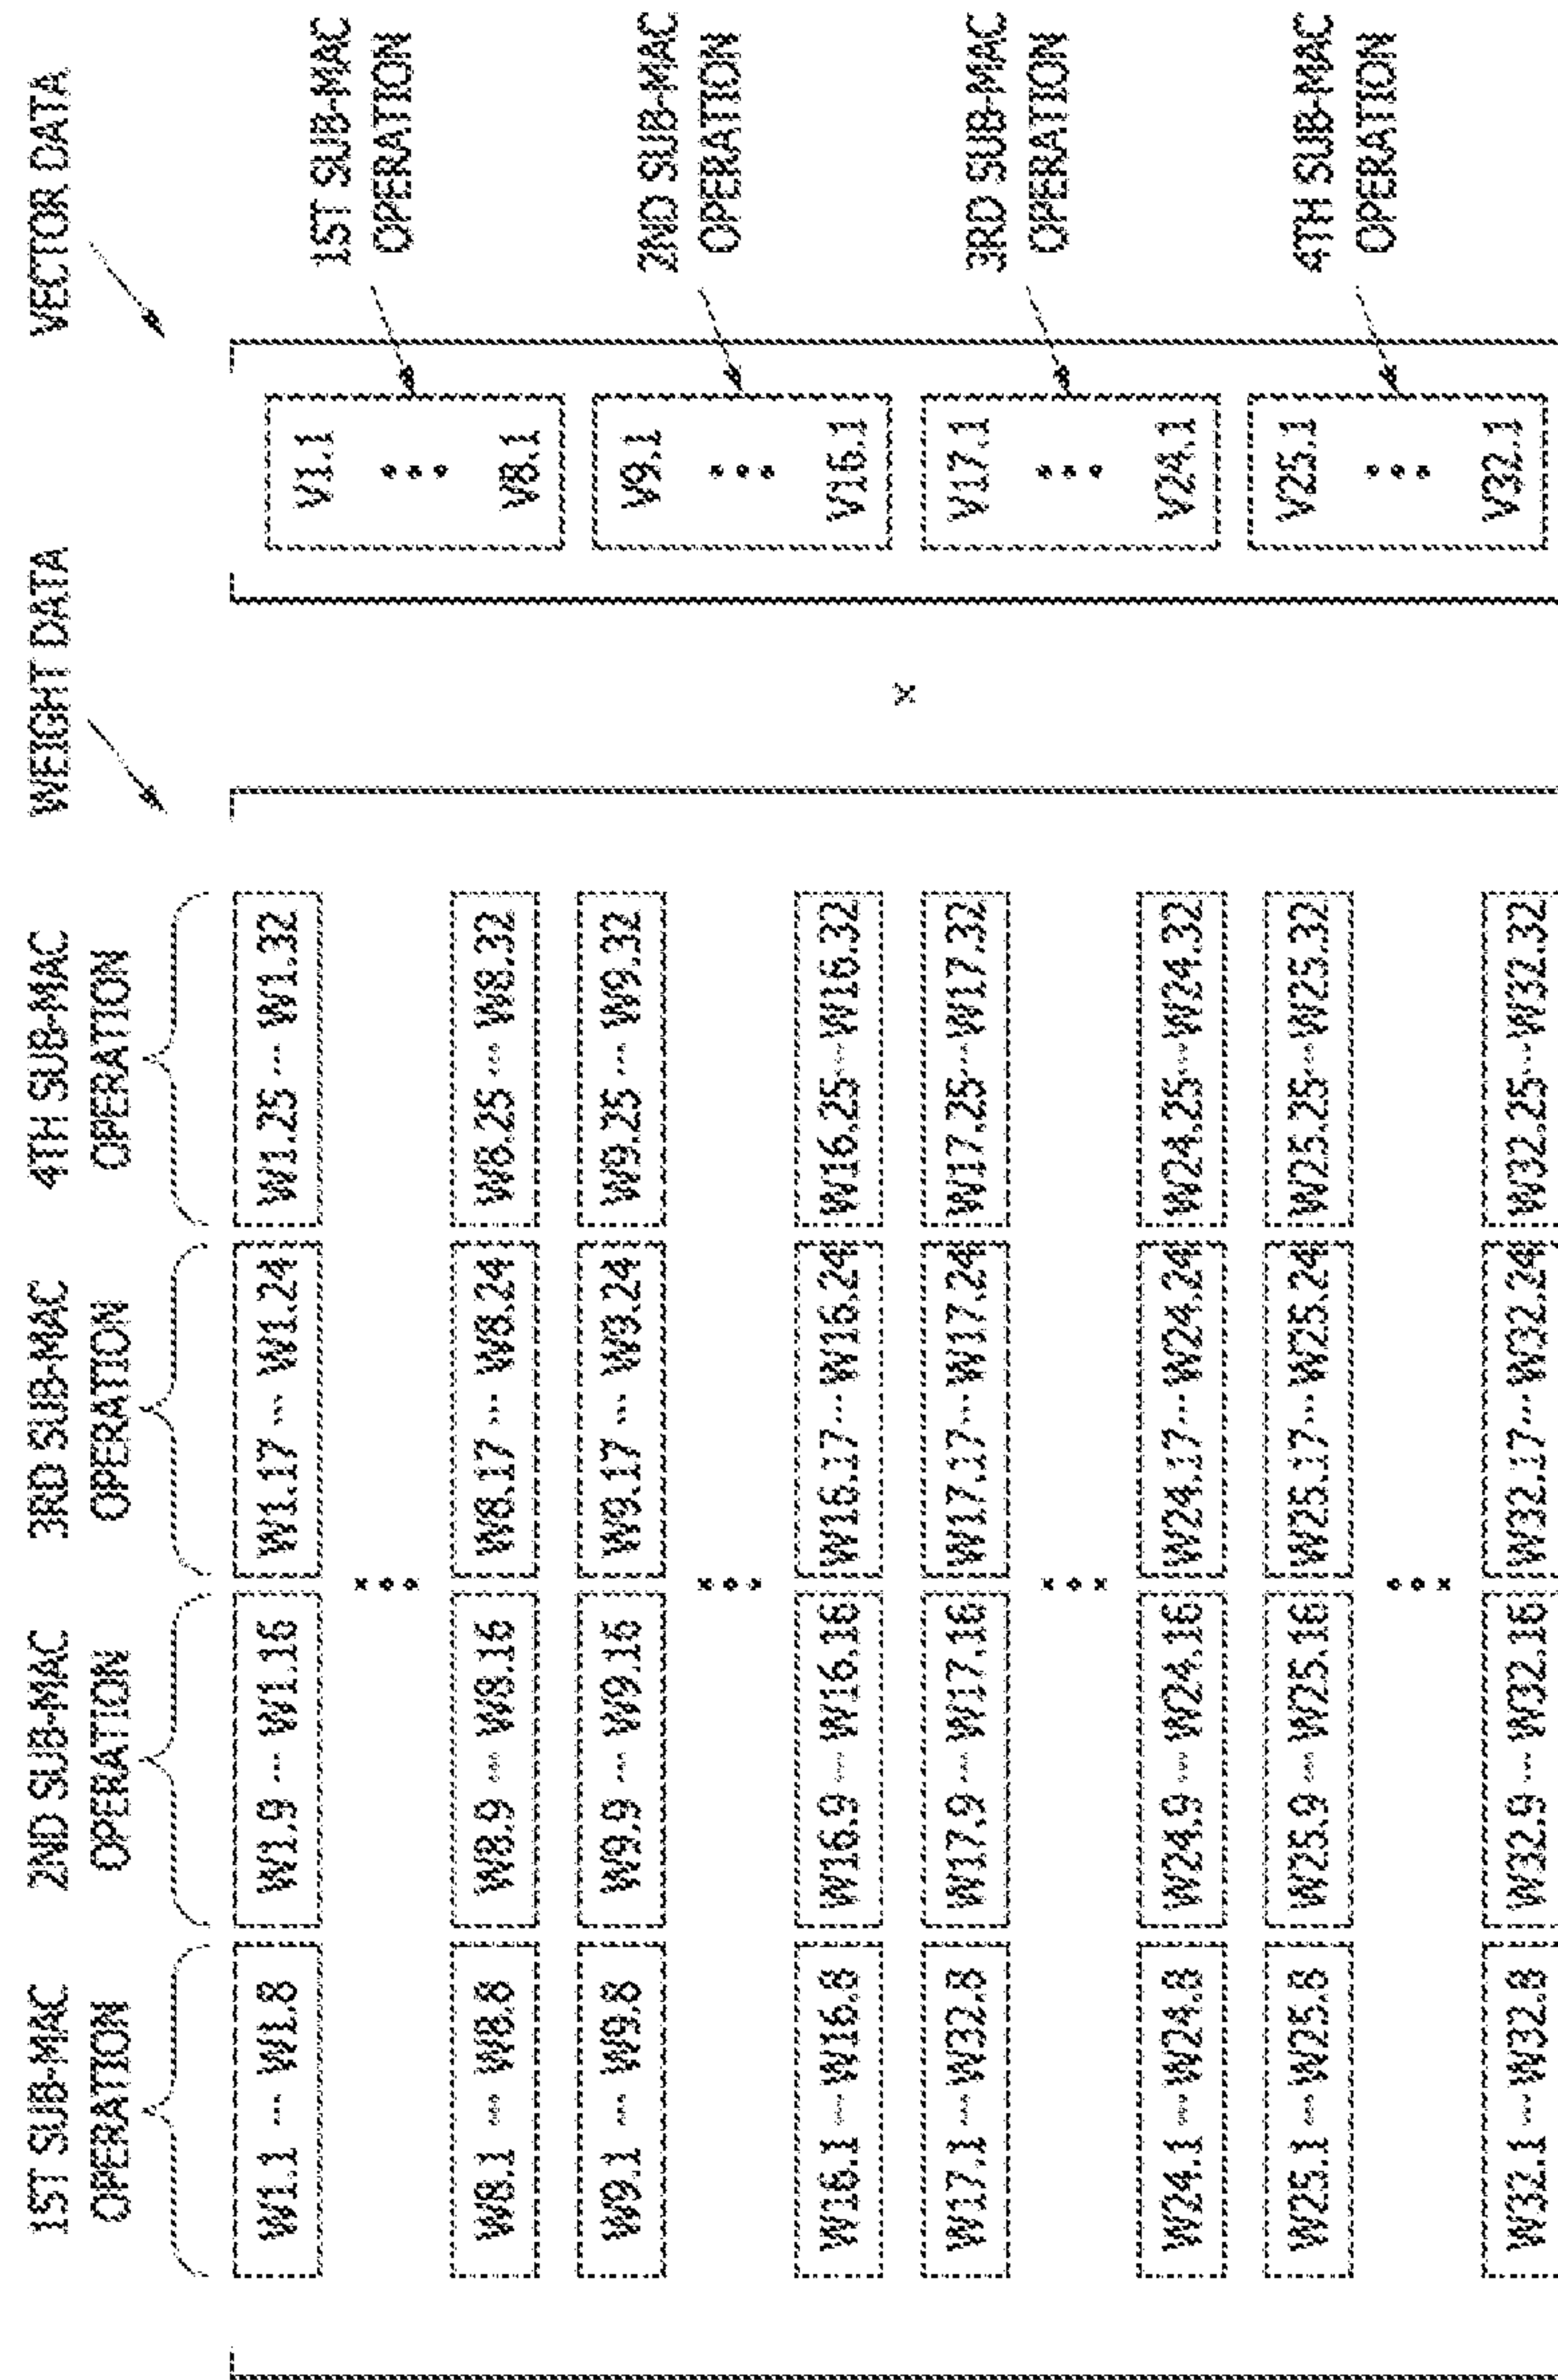 WEIGHT DATA
VECTOR DATA
1ST SUB-MAC
OPERATION
2ND SUB-MAC
OPERATION
3RD SUB-MAC
OPERATION
4TH SUB-MAC
OPERATION
W1.1 ... W1.8 W1.9 ... W1.16 W1.17 ... W1.24 W1.25 ... W1.32
W8.1 ... W8.8 W8.9 ... W8.16 W8.17 ... W8.24 W8.25 ... W8.32
W9.1 ... W9.8 W9.9 ... W9.16 W9.17 ... W9.24 W9.25 ... W9.32
W16.1 ... W16.8 W16.9 ... W16.16 W16.17 ... W16.24 W16.25 ... W16.32
W17.1 ... W32.8 W17.9 ... W17.16 W17.17 ... W17.24 W17.25 ... W17.32
W24.1 ... W24.8 W24.9 ... W24.16 W24.17 ... W24.24 W24.25 ... W24.32
W25.1 ... W25.8 W25.9 ... W25.16 W25.17 ... W25.24 W25.25 ... W25.32
W32.1 ... W32.8 W32.9 ... W32.16 W32.17 ... W32.24 W32.25 ... W32.32
x
V1.1
V8.1
V9.1
V16.1
V17.1
V24.1
V25.1
V32.1
1ST SUB-MAC
OPERATION
2ND SUB-MAC
OPERATION
3RD SUB-MAC
OPERATION
4TH SUB-MAC
OPERATION